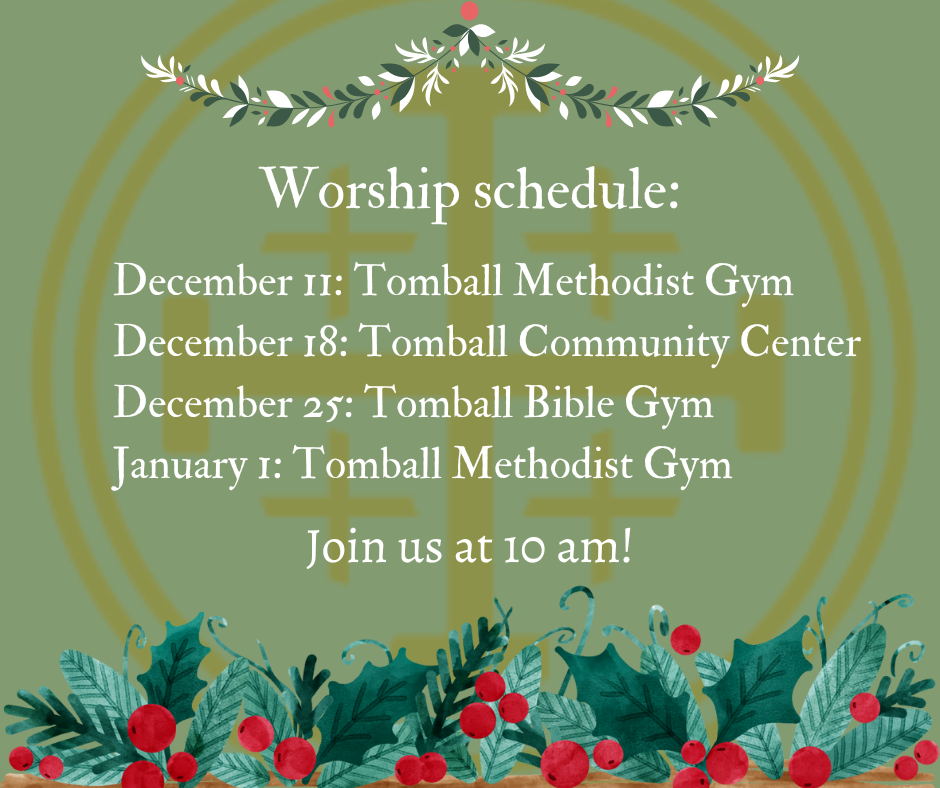 Worship schedule:
December 11: Tomball Methodist Gym
December 18: Tomball Community Center
December 25: Tomball Bible Gym
January 1: Tomball Methodist Gym
Join us at 10 am!